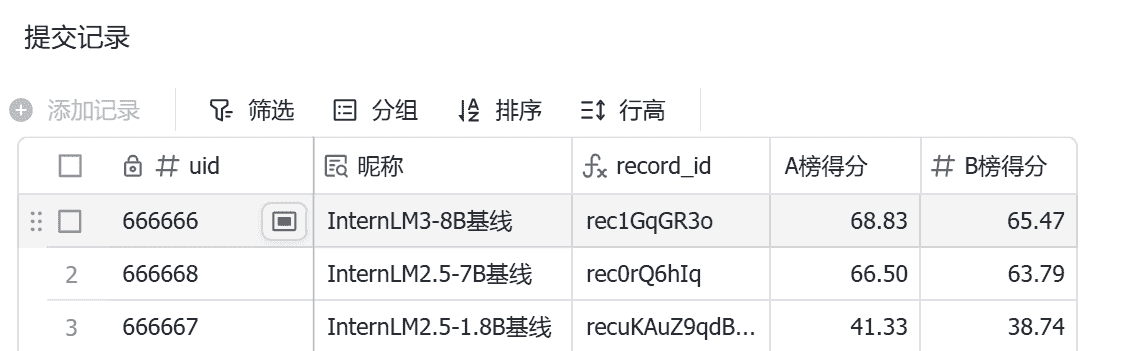 提交记录
添加记录 筛选 分组 排序 行高
uid 昵称 record_id A榜得分 B榜得分
666666 InternLM3-8B基线 rec1GqGR3o 68.83 65.47
2 666668 InternLM2.5-7B基线 rec0rQ6hIq 66.50 63.79
3 666667 InternLM2.5-1.8B基线 recuKAuZ9qdB... 41.33 38.74